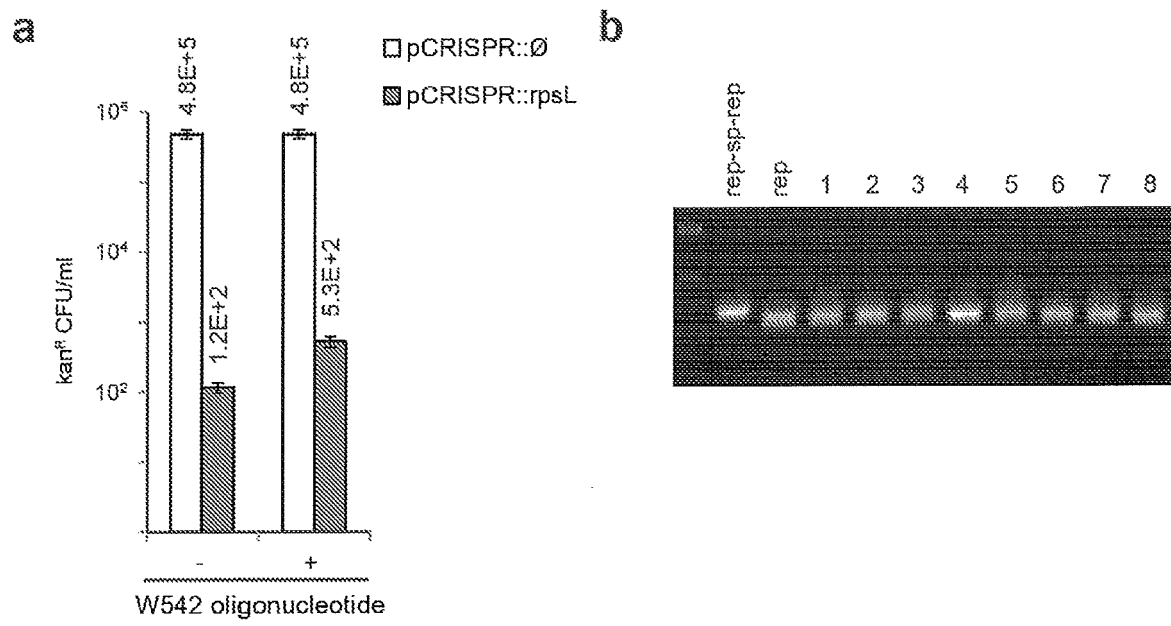 a
4.8E+5
4.8E+5
pCRISPR::Ø
pCRISPR::rpsL
10⁶
10⁴
10²
kanᴿ CFU/ml
1.2E+2
5.3E+2
- +
W542 oligonucleotide
b
rep-sp-rep
rep
1 2 3 4 5 6 7 8